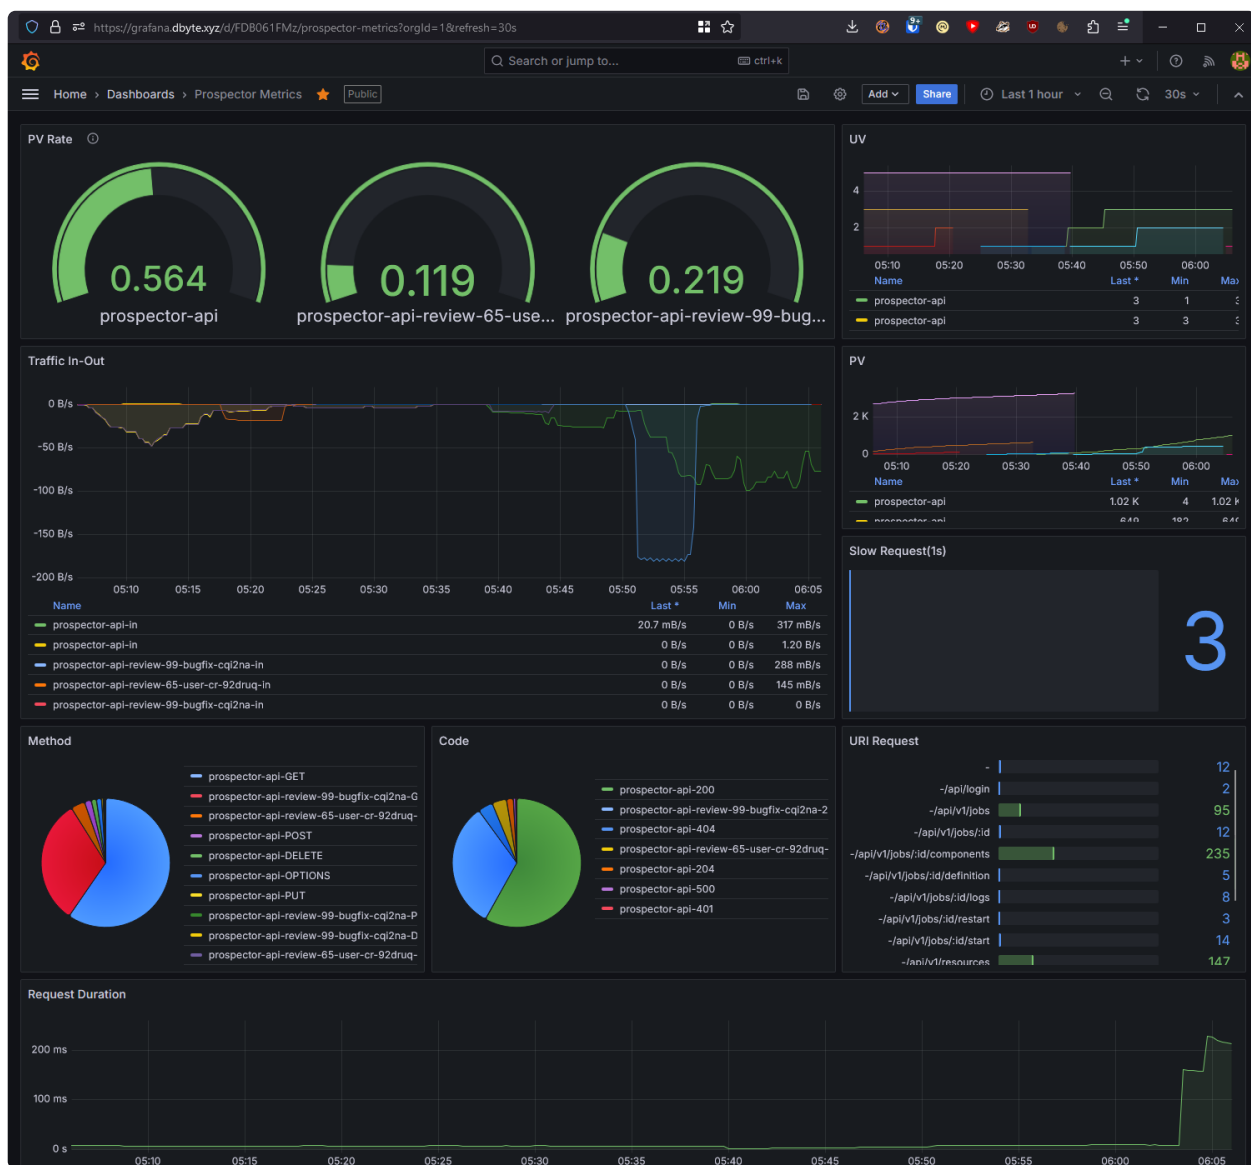 https://grafana.dbyte.xyz/d/FDB061FMz/prospector-metrics?orgId=1&refresh=30s
9+
Search or jump to...
ctrl+k
Home › Dashboards › Prospector Metrics
Public
Add
Share
Last 1 hour
30s
PV Rate
0.564
prospector-api
0.119
prospector-api-review-65-use...
0.219
prospector-api-review-99-bug...
UV
4
2
05:10 05:20 05:30 05:40 05:50 06:00
Name Last * Min Max
prospector-api 3 1 3
prospector-api 3 3 3
Traffic In-Out
0 B/s
-50 B/s
-100 B/s
-150 B/s
-200 B/s
05:10 05:15 05:20 05:25 05:30 05:35 05:40 05:45 05:50 05:55 06:00 06:05
Name Last * Min Max
prospector-api-in 20.7 mB/s 0 B/s 317 mB/s
prospector-api-in 0 B/s 0 B/s 1.20 B/s
prospector-api-review-99-bugfix-cqi2na-in 0 B/s 0 B/s 288 mB/s
prospector-api-review-65-user-cr-92druq-in 0 B/s 0 B/s 145 mB/s
prospector-api-review-99-bugfix-cqi2na-in 0 B/s 0 B/s 0 B/s
PV
2 K
0
05:10 05:20 05:30 05:40 05:50 06:00
Name Last * Min Max
prospector-api 1.02 K 4 1.02 K
prospector-api 649 182 649
Slow Request(1s)
3
Method
prospector-api-GET
prospector-api-review-99-bugfix-cqi2na-G
prospector-api-review-65-user-cr-92druq-
prospector-api-POST
prospector-api-DELETE
prospector-api-OPTIONS
prospector-api-PUT
prospector-api-review-99-bugfix-cqi2na-P
prospector-api-review-99-bugfix-cqi2na-D
prospector-api-review-65-user-cr-92druq-
Code
prospector-api-200
prospector-api-review-99-bugfix-cqi2na-2
prospector-api-404
prospector-api-review-65-user-cr-92druq-
prospector-api-204
prospector-api-500
prospector-api-401
URI Request
- 12
-/api/login 2
-/api/v1/jobs 95
-/api/v1/jobs/:id 12
-/api/v1/jobs/:id/components 235
-/api/v1/jobs/:id/definition 5
-/api/v1/jobs/:id/logs 8
-/api/v1/jobs/:id/restart 3
-/api/v1/jobs/:id/start 14
-/api/v1/resources 147
Request Duration
200 ms
100 ms
0 s
05:10 05:15 05:20 05:25 05:30 05:35 05:40 05:45 05:50 05:55 06:00 06:05